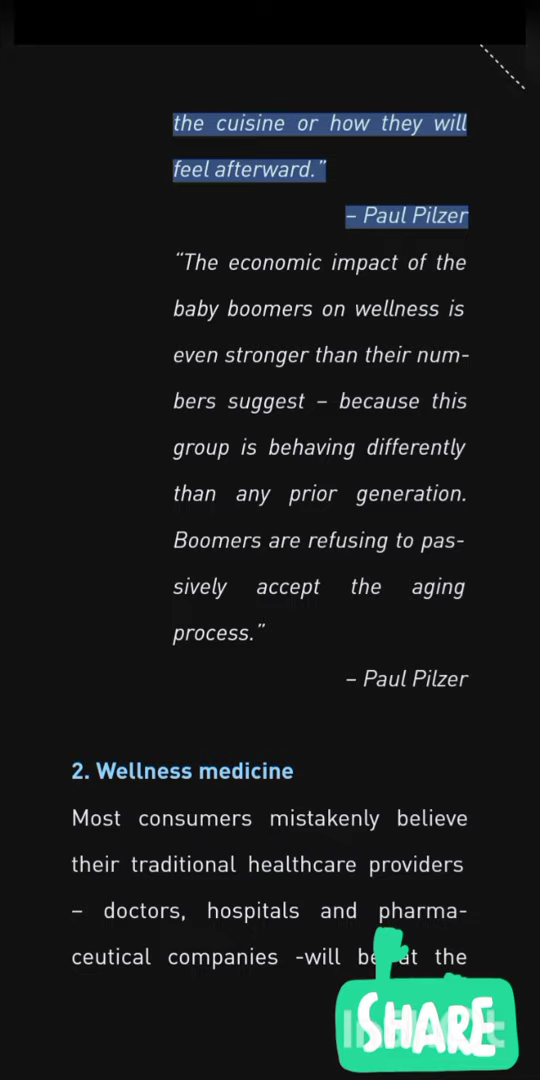 the cuisine or how they will
feel afterward.”
– Paul Pilzer
“The economic impact of the
baby boomers on wellness is
even stronger than their num-
bers suggest – because this
group is behaving differently
than any prior generation.
Boomers are refusing to pas-
sively accept the aging
process.”
– Paul Pilzer
2. Wellness medicine
Most consumers mistakenly believe
their traditional healthcare providers
– doctors, hospitals and pharma-
ceutical companies -will be at the
SHARE